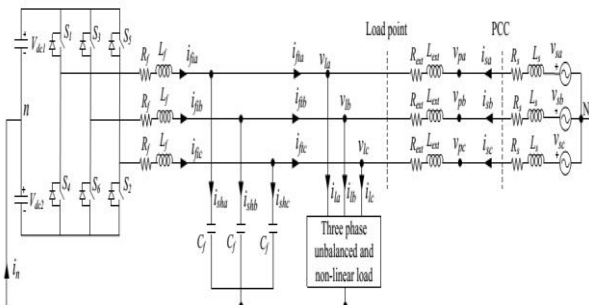 Load point
PCC
V_dc1
S_1
S_3
S_5
R_f
L_f
i_fia
i_fta
v_la
R_ext
L_ext
v_pa
i_sa
R_s
L_s
v_sa
n
R_f
L_f
i_fib
i_ftb
v_lb
R_ext
L_ext
v_pb
i_sb
R_s
L_s
v_sb
N
R_f
L_f
i_fic
i_ftc
v_lc
R_ext
L_ext
v_pc
i_sc
R_s
L_s
v_sc
V_dc2
S_4
S_6
S_2
i_sha
i_shb
i_shc
i_la
i_lb
i_lc
C_f
C_f
C_f
i_n
Three phase
unbalanced and
non-linear load